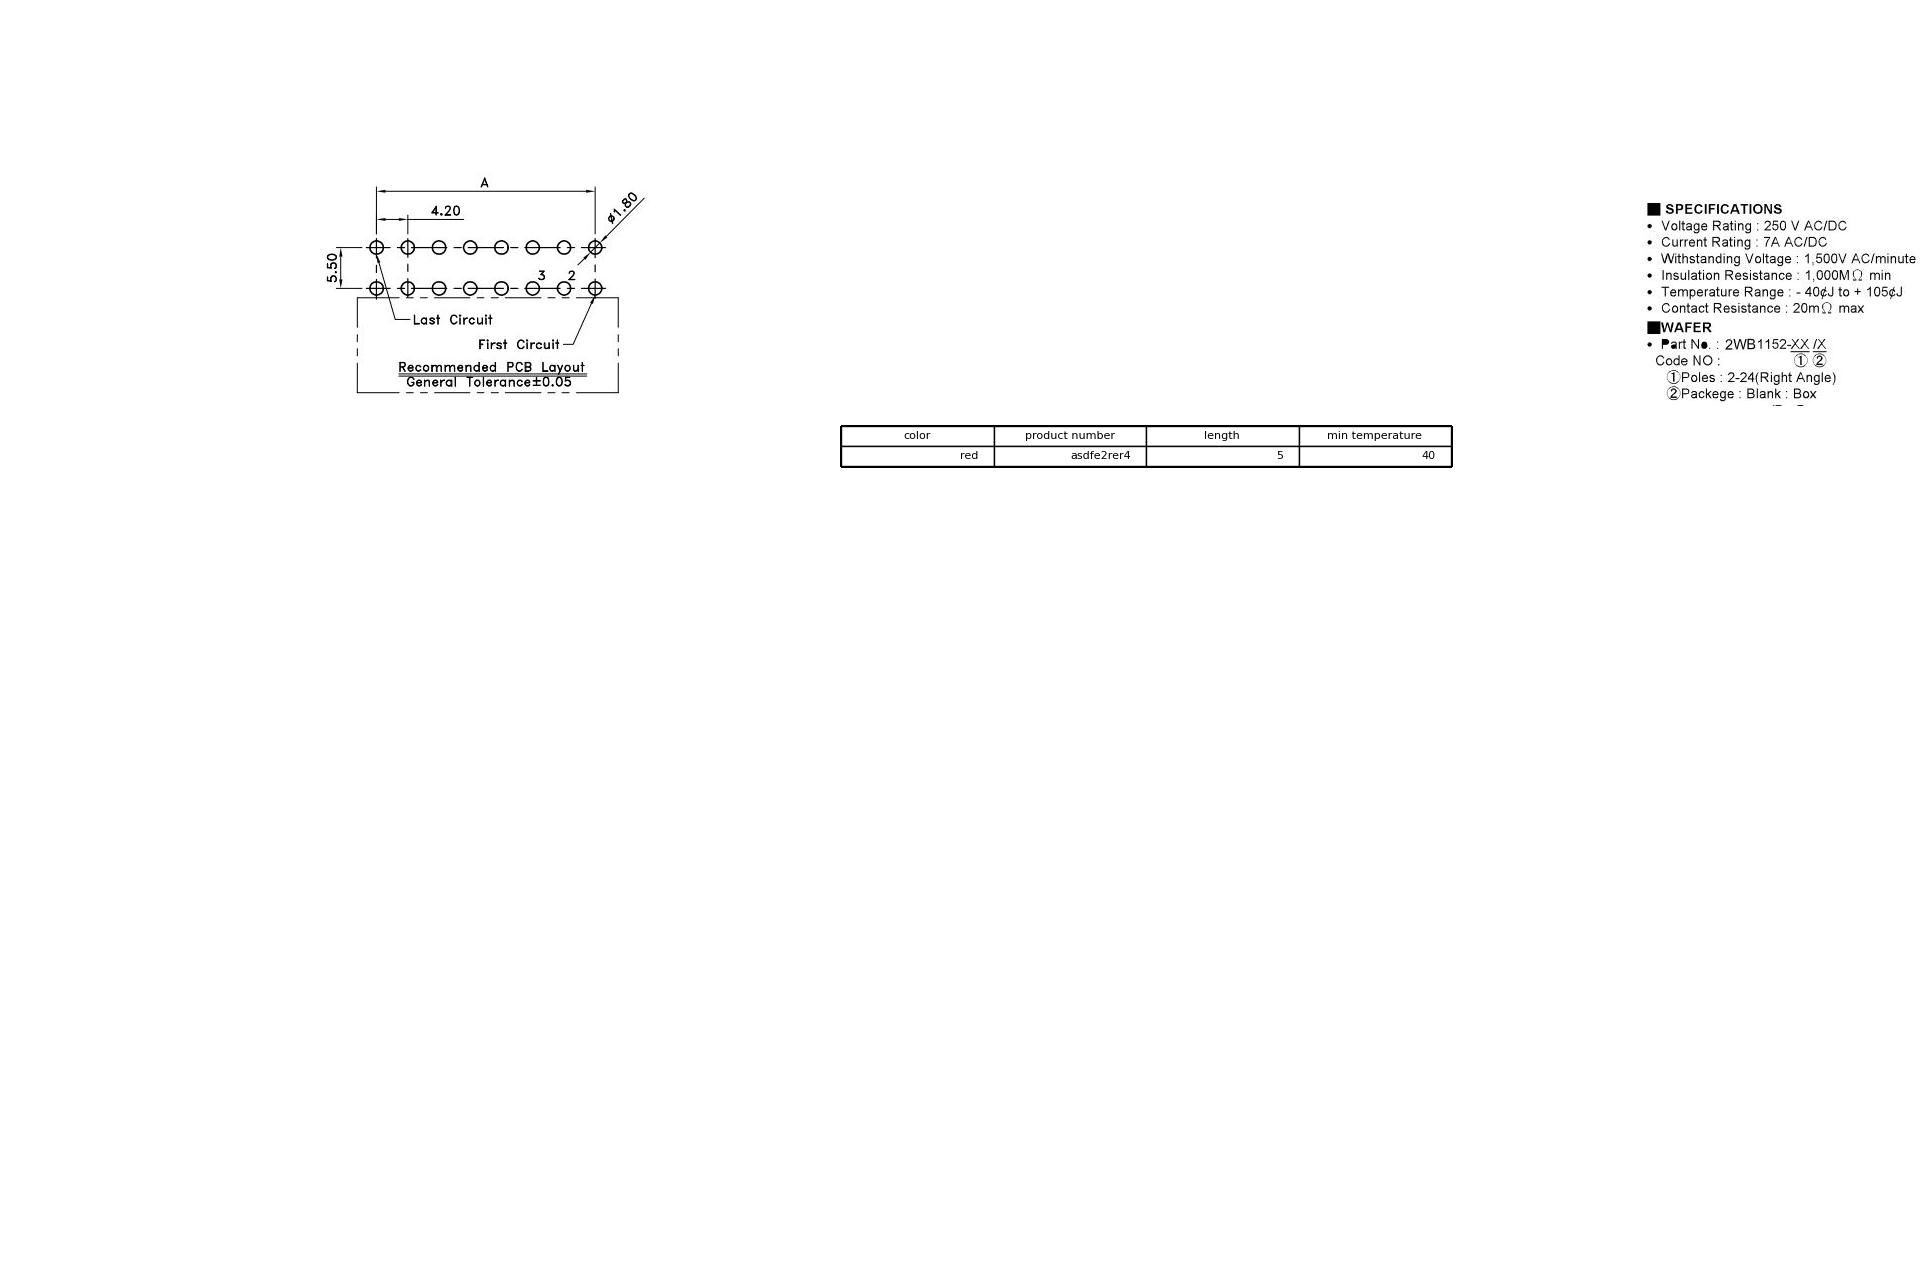 A
4.20
ø1.80
5.50
3 2
Last Circuit
First Circuit
Recommended PCB Layout
General Tolerance±0.05
■ SPECIFICATIONS
• Voltage Rating : 250 V AC/DC
• Current Rating : 7A AC/DC
• Withstanding Voltage : 1,500V AC/minute
• Insulation Resistance : 1,000MΩ min
• Temperature Range : - 40¢J to + 105¢J
• Contact Resistance : 20mΩ max
■WAFER
• Part No. : 2WB1152-XX /X
Code NO : ① ②
①Poles : 2-24(Right Angle)
②Packege : Blank : Box
color product number length min temperature
red asdfe2rer4 5 40